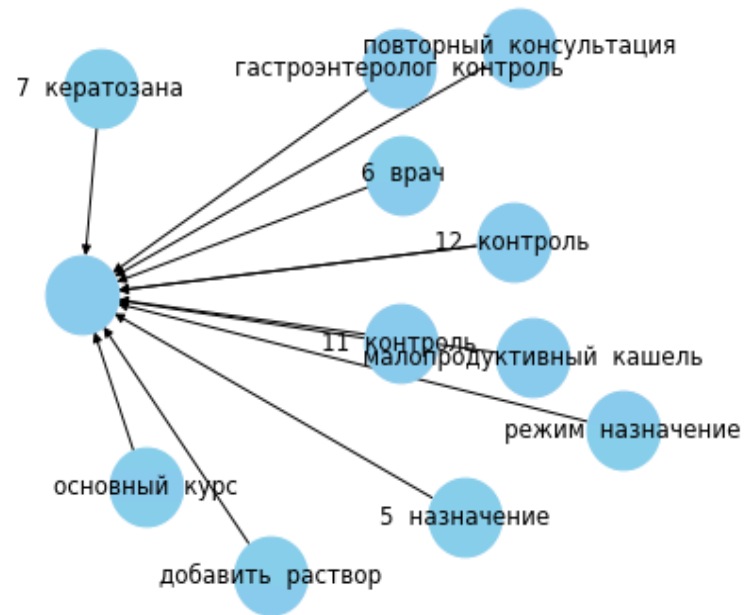 повторный консультация
гастроэнтеролог контроль
7 кератозана
6 врач
12 контроль
11 контроль
малопродуктивный кашель
режим назначение
основный курс
5 назначение
добавить раствор